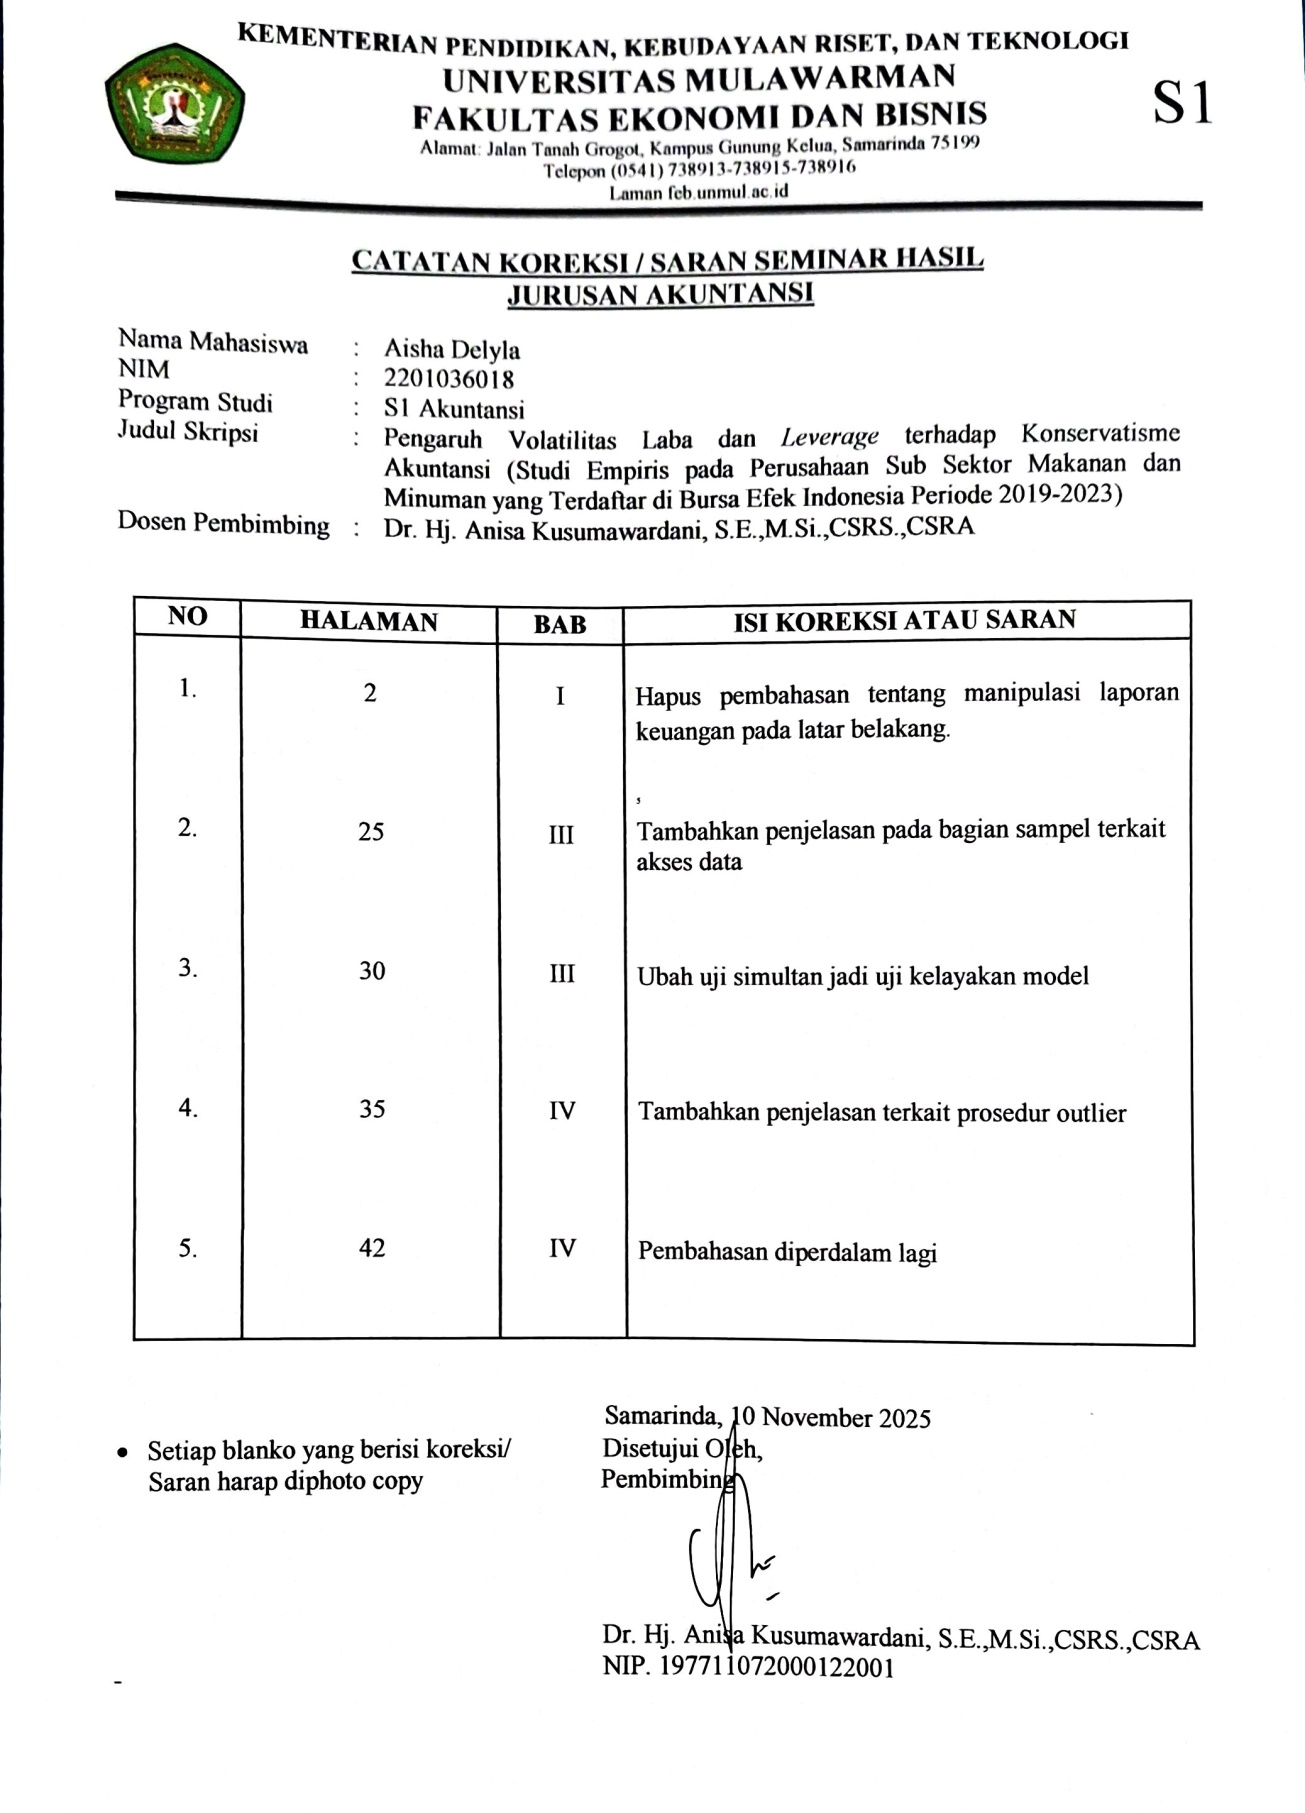 KEMENTERIAN PENDIDIKAN, KEBUDAYAAN RISET, DAN TEKNOLOGI
UNIVERSITAS MULAWARMAN
FAKULTAS EKONOMI DAN BISNIS
S1
Alamat: Jalan Tanah Grogot, Kampus Gunung Kelua, Samarinda 75199
Telepon (0541) 738913-738915-738916
Laman feb.unmul.ac.id
CATATAN KOREKSI / SARAN SEMINAR HASIL
JURUSAN AKUNTANSI
Nama Mahasiswa : Aisha Delyla
NIM : 2201036018
Program Studi : S1 Akuntansi
Judul Skripsi : Pengaruh Volatilitas Laba dan Leverage terhadap Konservatisme
Akuntansi (Studi Empiris pada Perusahaan Sub Sektor Makanan dan
Minuman yang Terdaftar di Bursa Efek Indonesia Periode 2019-2023)
Dosen Pembimbing : Dr. Hj. Anisa Kusumawardani, S.E.,M.Si.,CSRS.,CSRA
NO HALAMAN BAB ISI KOREKSI ATAU SARAN
1. 2 I Hapus pembahasan tentang manipulasi laporan
keuangan pada latar belakang.
,
2. 25 III Tambahkan penjelasan pada bagian sampel terkait
akses data
3. 30 III Ubah uji simultan jadi uji kelayakan model
4. 35 IV Tambahkan penjelasan terkait prosedur outlier
5. 42 IV Pembahasan diperdalam lagi
Samarinda, 10 November 2025
Disetujui Oleh,
Pembimbing
• Setiap blanko yang berisi koreksi/
Saran harap diphoto copy
Dr. Hj. Anisa Kusumawardani, S.E.,M.Si.,CSRS.,CSRA
NIP. 197711072000122001
-